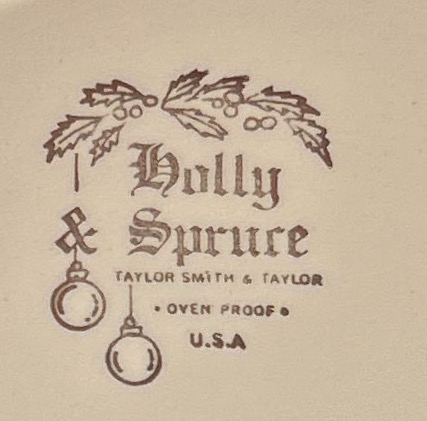 Holly
& Spruce
TAYLOR SMITH & TAYLOR
• OVEN PROOF •
U.S.A